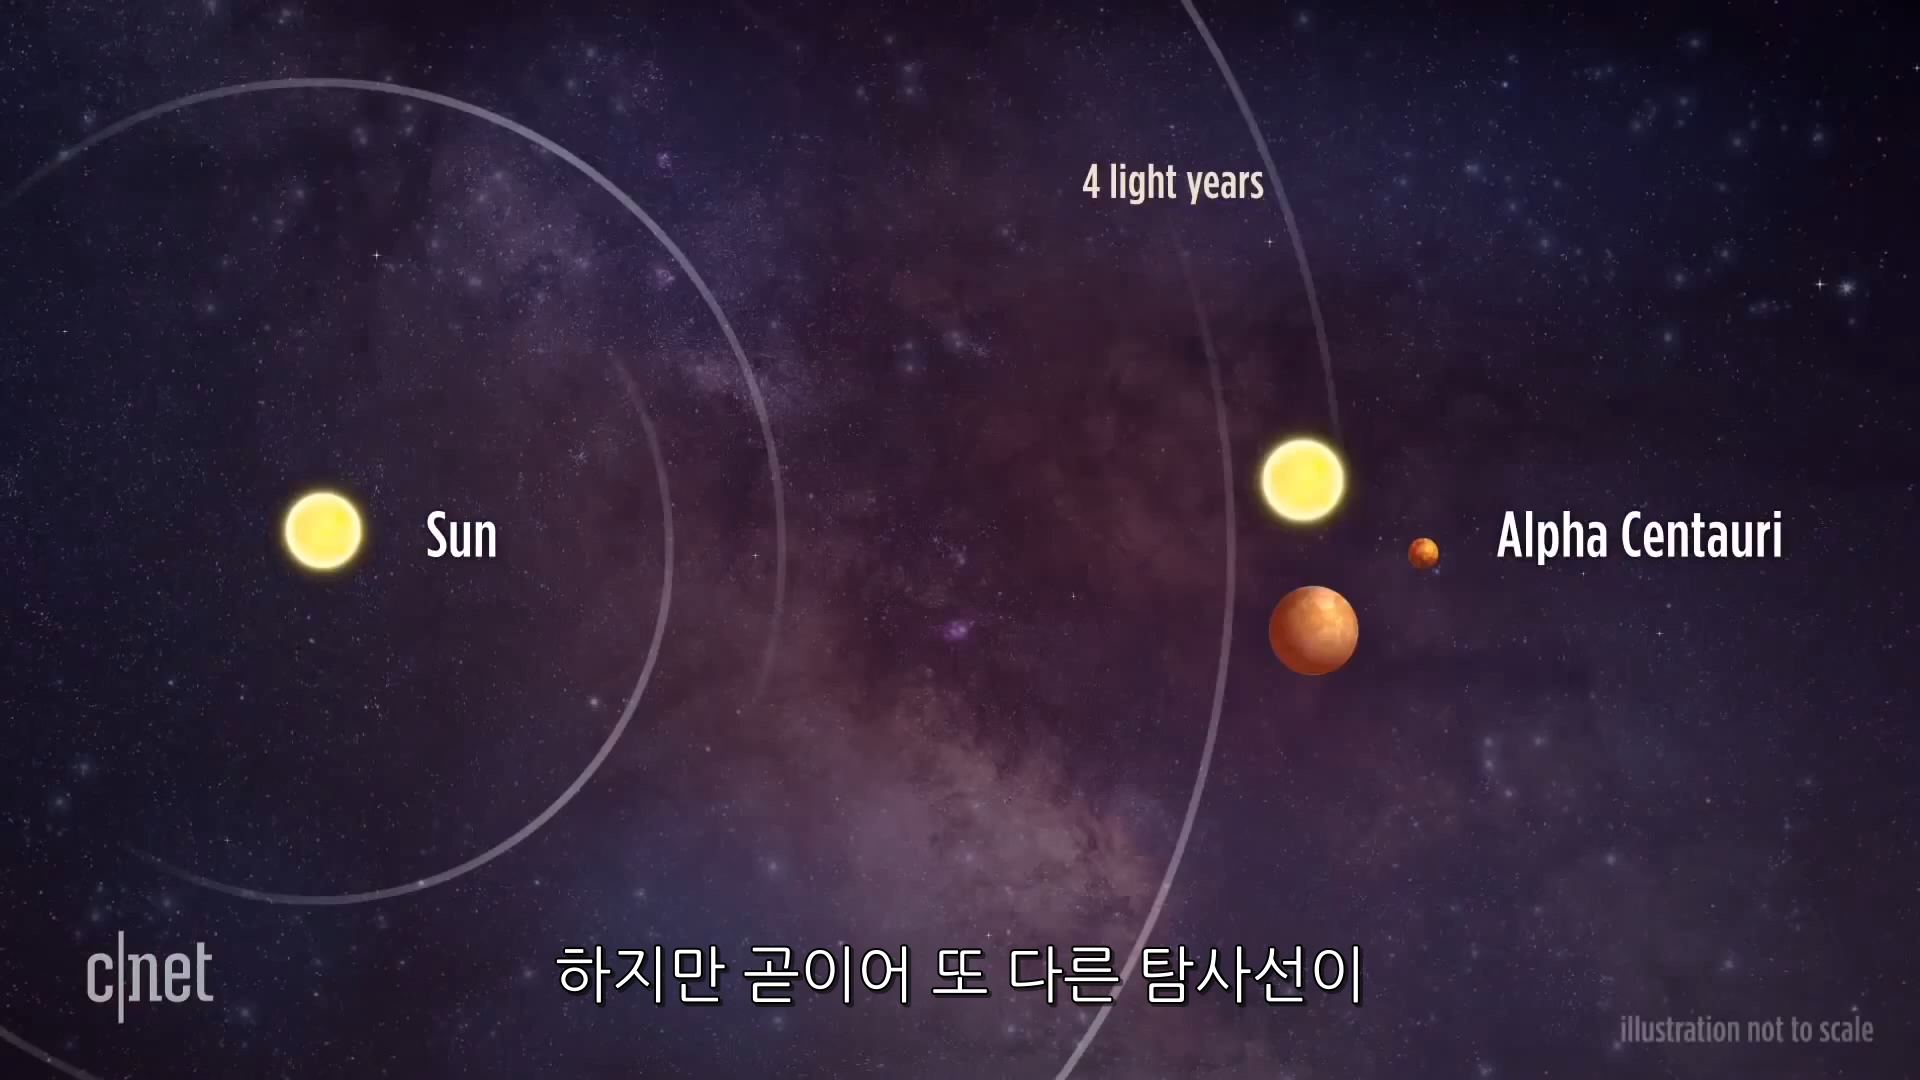 4 light years
Sun
Alpha Centauri
c|net
하지만 곧이어 또 다른 탐사선이
illustration not to scale